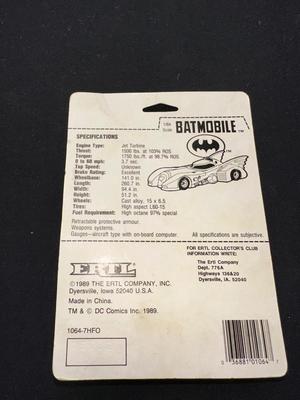 1/64
Scale
BATMOBILE™
SPECIFICATIONS
Engine Type: Jet Turbine
Thrust: 1500 lbs. at 103% ROS
Torque: 1750 lbs./ft. at 98.7% ROS
0 to 60 mph: 3.7 sec.
Top Speed: Unknown
Brake Rating: Excellent
Wheelbase: 141.0 in.
Length: 260.7 in.
Width: 94.4 in.
Height: 51.2 in.
Wheels: Cast alloy, 15 x 6.5
Tires: High aspect L60-15
Fuel Requirement: High octane 97% special
Retractable protective armour.
Weapons systems.
Gauges—aircraft type with on-board computer.
All specifications are subjective.
FOR ERTL COLLECTOR'S CLUB
INFORMATION WRITE:
The Ertl Company
Dept. 776A
Highways 136&20
Dyersville, IA. 52040
ERTL
©1989 THE ERTL COMPANY, INC.
Dyersville, Iowa 52040 U.S.A.
Made in China.
TM & © DC Comics Inc. 1989.
1064-7HFO
0 36881 01064 7